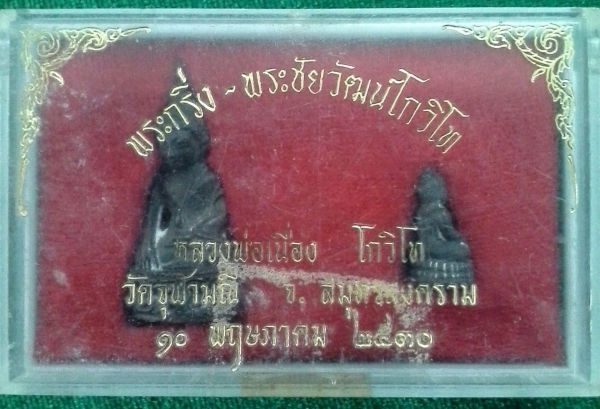 พระกริ่ง - พระชัยวัฒน์โกวิโท
หลวงพ่อเนื่อง โกวิโท
วัดจุฬามณี จ. สมุทรสงคราม
๑๐ พฤษภาคม ๒๕๓๐